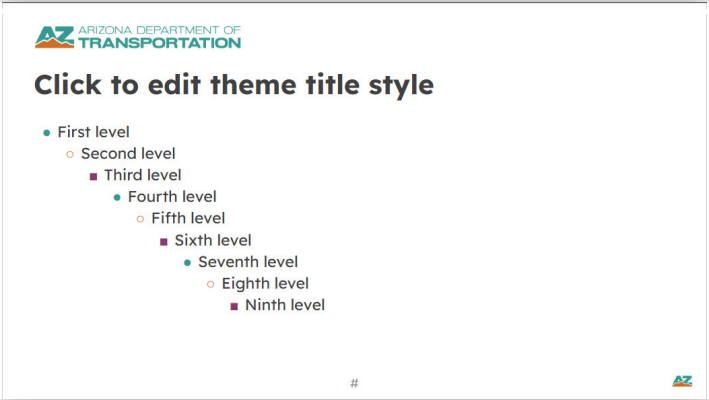 AZ ARIZONA DEPARTMENT OF
TRANSPORTATION
Click to edit theme title style
● First level
○ Second level
■ Third level
● Fourth level
○ Fifth level
■ Sixth level
● Seventh level
○ Eighth level
■ Ninth level
#
AZ